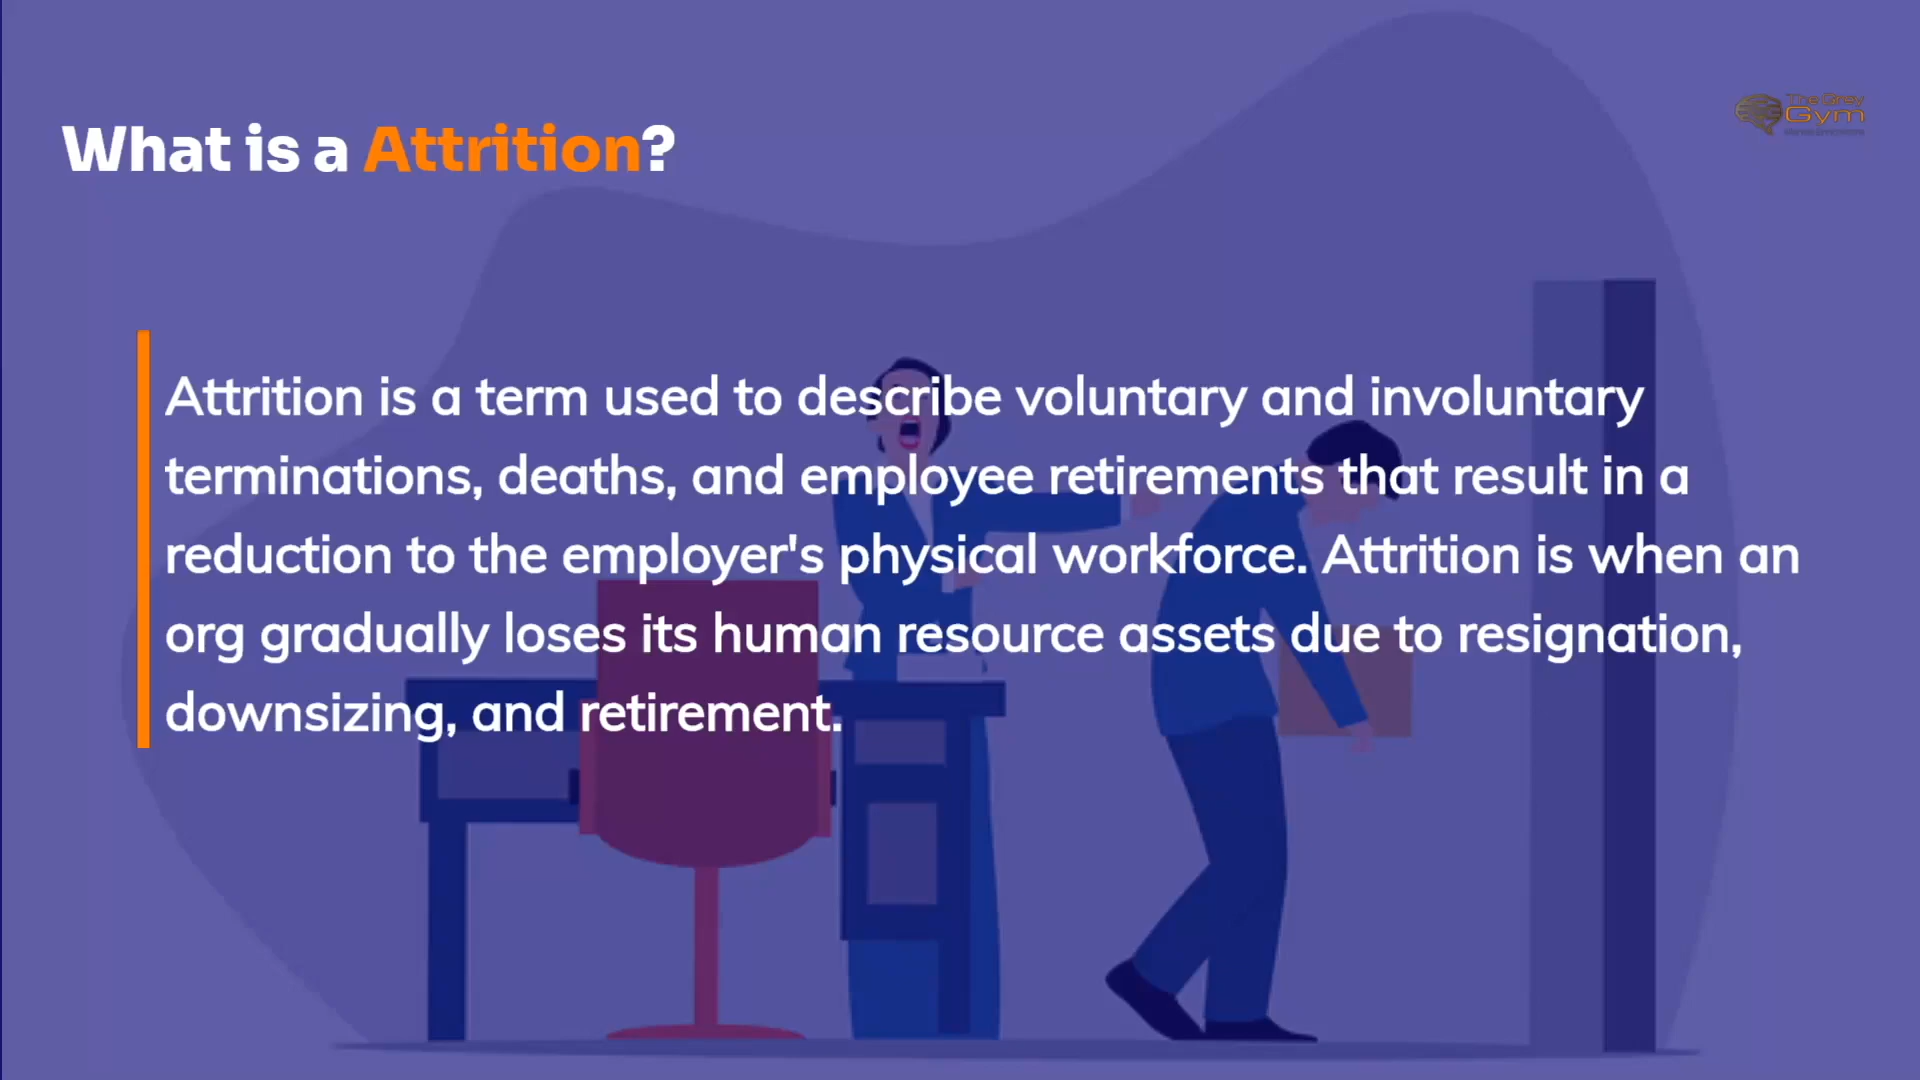 What is a Attrition?
The Grey
Gym
Attrition is a term used to describe voluntary and involuntary
terminations, deaths, and employee retirements that result in a
reduction to the employer's physical workforce. Attrition is when an
org gradually loses its human resource assets due to resignation,
downsizing, and retirement.